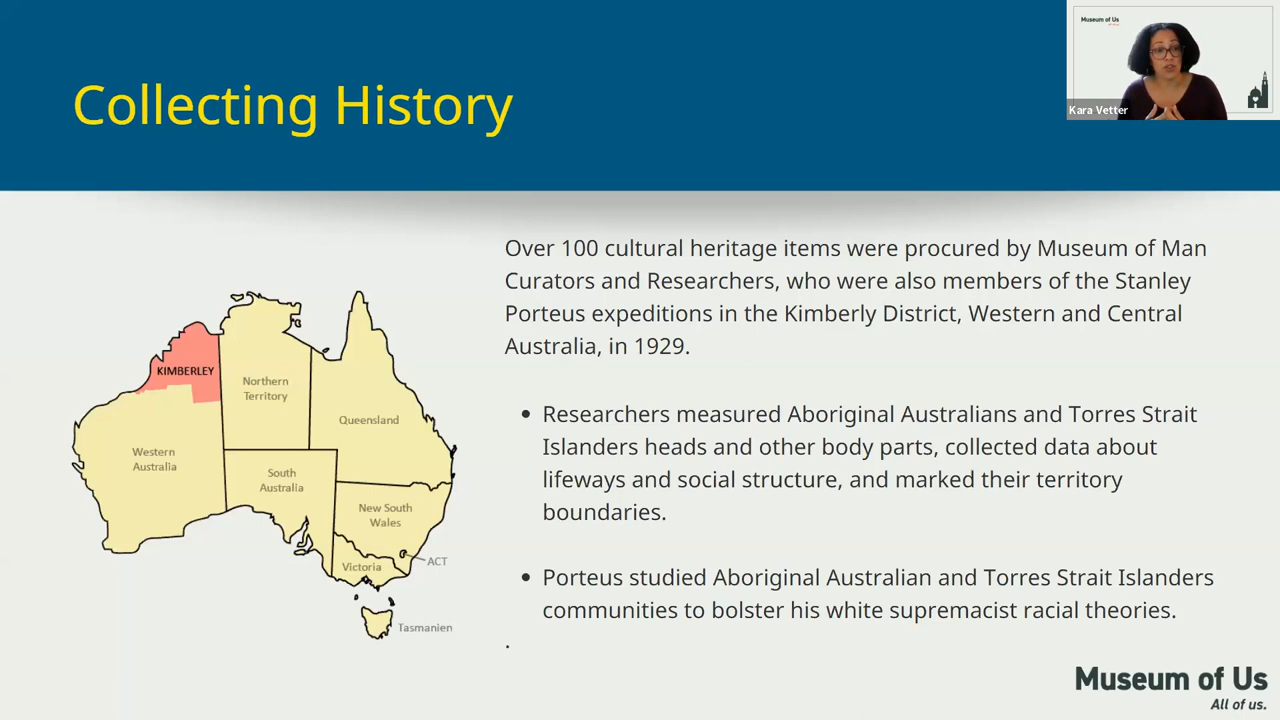 Collecting History
Museum of Us
Kara Vetter
Over 100 cultural heritage items were procured by Museum of Man
Curators and Researchers, who were also members of the Stanley
Porteus expeditions in the Kimberly District, Western and Central
Australia, in 1929.
• Researchers measured Aboriginal Australians and Torres Strait
Islanders heads and other body parts, collected data about
lifeways and social structure, and marked their territory
boundaries.
• Porteus studied Aboriginal Australian and Torres Strait Islanders
communities to bolster his white supremacist racial theories.
.
KIMBERLEY
Northern
Territory
Queensland
Western
Australia
South
Australia
New South
Wales
ACT
Victoria
Tasmanien
Museum of Us
All of us.